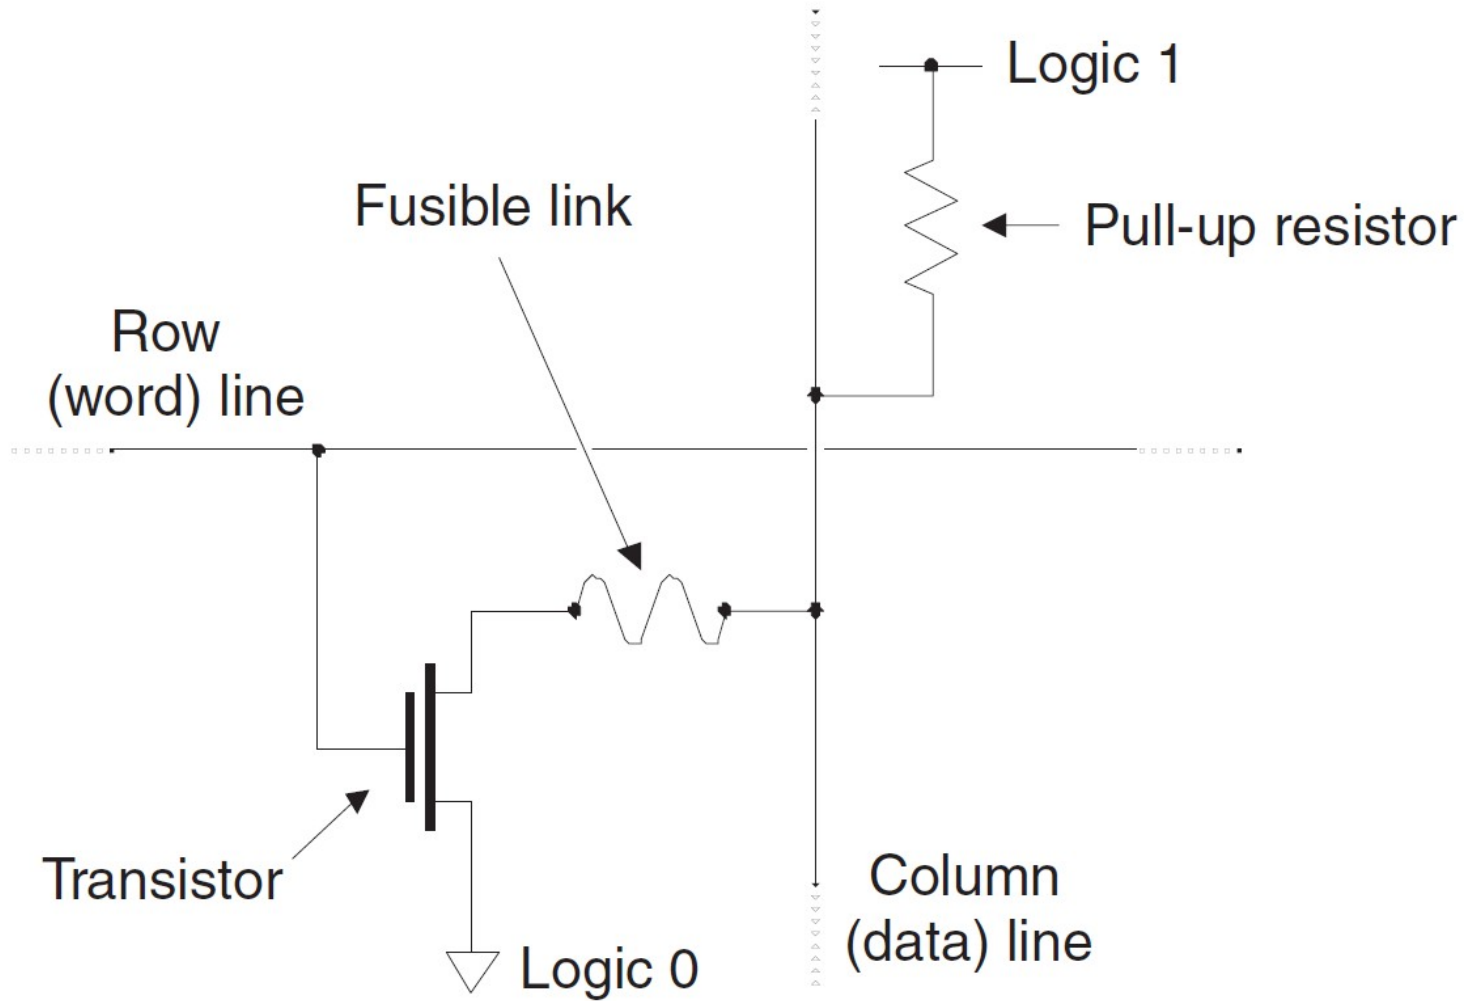 Logic 1
Fusible link
Pull-up resistor
Row
(word) line
Transistor
Column
(data) line
Logic 0